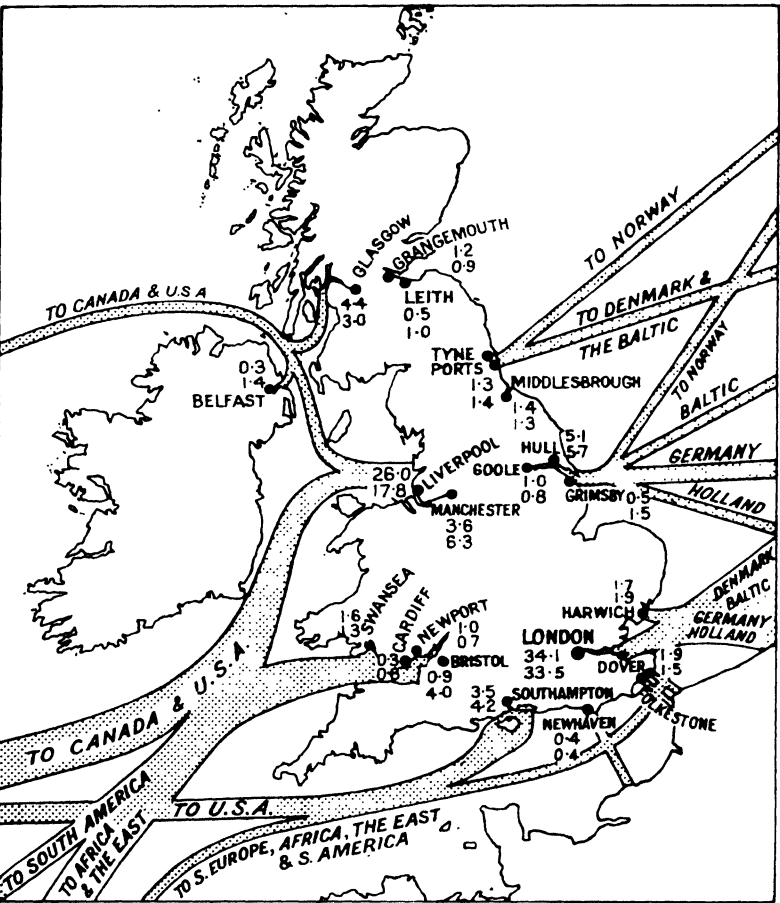 GLASGOW
4·4
3·0
GRANGEMOUTH
1·2
0·9
LEITH
0·5
1·0
TO NORWAY
TO CANADA & U.S.A
TO DENMARK &
THE BALTIC
TYNE
PORTS
1·3
1·4
MIDDLESBROUGH
1·4
1·3
TO NORWAY
BALTIC
0·3
1·4
BELFAST
HULL
5·1
5·7
GERMANY
HOLLAND
GOOLE
1·0
0·8
GRIMSBY
0·5
1·5
LIVERPOOL
26·0
17·8
MANCHESTER
3·6
6·3
DENMARK
BALTIC
GERMANY
HOLLAND
1·7
1·9
HARWICH
SWANSEA
1·6
CARDIFF
0·3
NEWPORT
1·0
0·7
BRISTOL
0·9
4·0
LONDON
34·1
33·5
DOVER
1·9
1·5
FOLKESTONE
3·5
4·2
SOUTHAMPTON
NEWHAVEN
0·4
0·4
TO CANADA & U.S.A
TO U.S.A.
TO SOUTH AMERICA
TO AFRICA
& THE EAST
TO S. EUROPE, AFRICA, THE EAST
& S. AMERICA